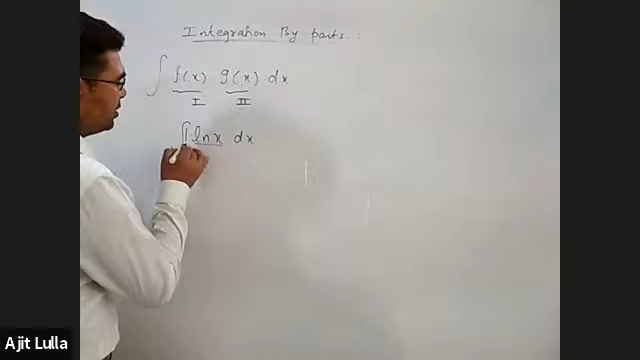 Integration By parts :
∫ f(x) g(x) dx
I II
∫ ln x dx
Ajit Lulla